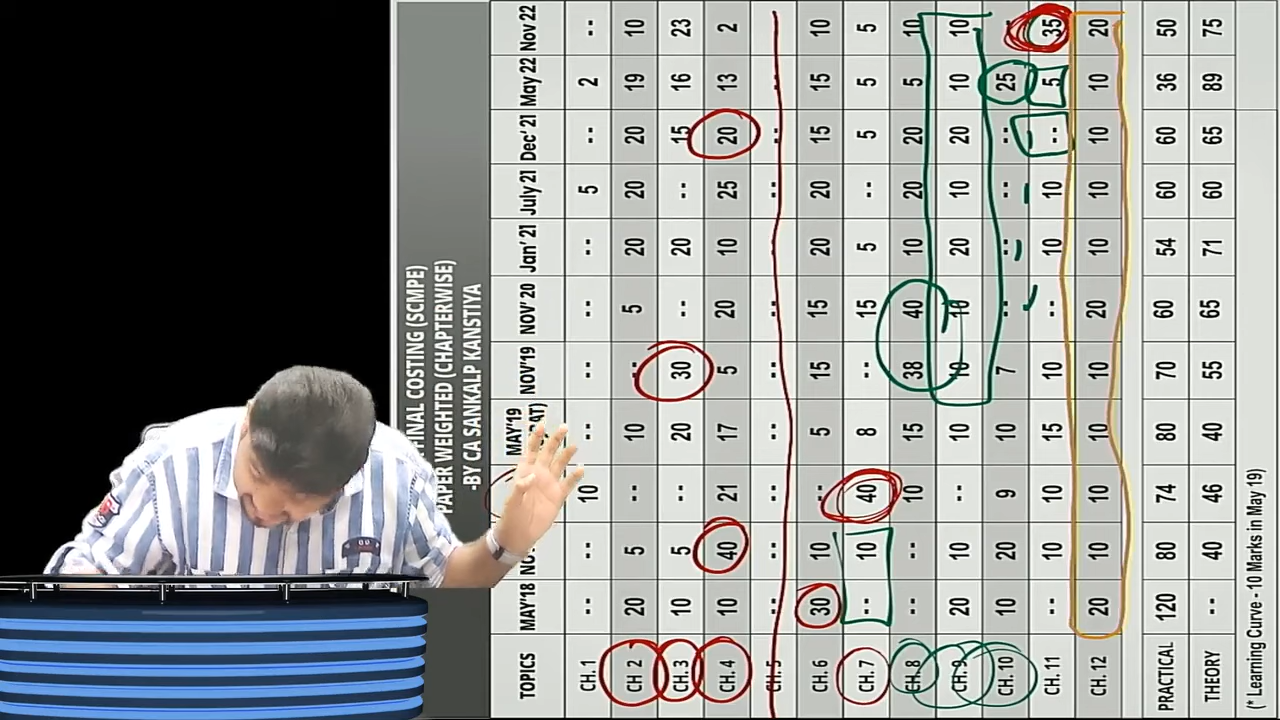 FINAL COSTING (SCMPE)
PAPER WEIGHTED (CHAPTERWISE)
-BY CA SANKALP KANSTIYA
TOPICS MAY'18 MAY'19 NOV'19 NOV'20 Jan'21 July 21 Dec'21 May 22 Nov 22
CH.1 -- -- 10 -- -- -- -- 5 -- 2 --
CH 2 20 5 -- 10 -- 5 20 20 20 19 10
CH.3 10 5 -- 20 30 -- 20 -- 15 16 23
CH.4 10 40 21 17 5 20 10 25 20 13 2
CH.5 -- -- -- -- -- -- -- -- -- --
CH.6 30 10 -- 5 15 15 20 20 15 15 10
CH.7 -- 10 40 8 -- 15 5 -- 5 5 5
CH.8 -- -- 10 15 38 40 10 20 20 5 10
CH.9 20 10 -- 10 10 10 20 10 20 10 10
CH.10 10 20 9 10 7 -- -- -- -- 25 --
CH.11 -- 10 10 15 10 -- 10 10 -- 5 35
CH.12 20 10 10 10 10 20 10 10 10 10 20
PRACTICAL 120 80 74 80 70 60 54 60 60 36 50
THEORY -- 40 46 40 55 65 71 60 65 89 75
(* Learning Curve - 10 Marks in May 19)